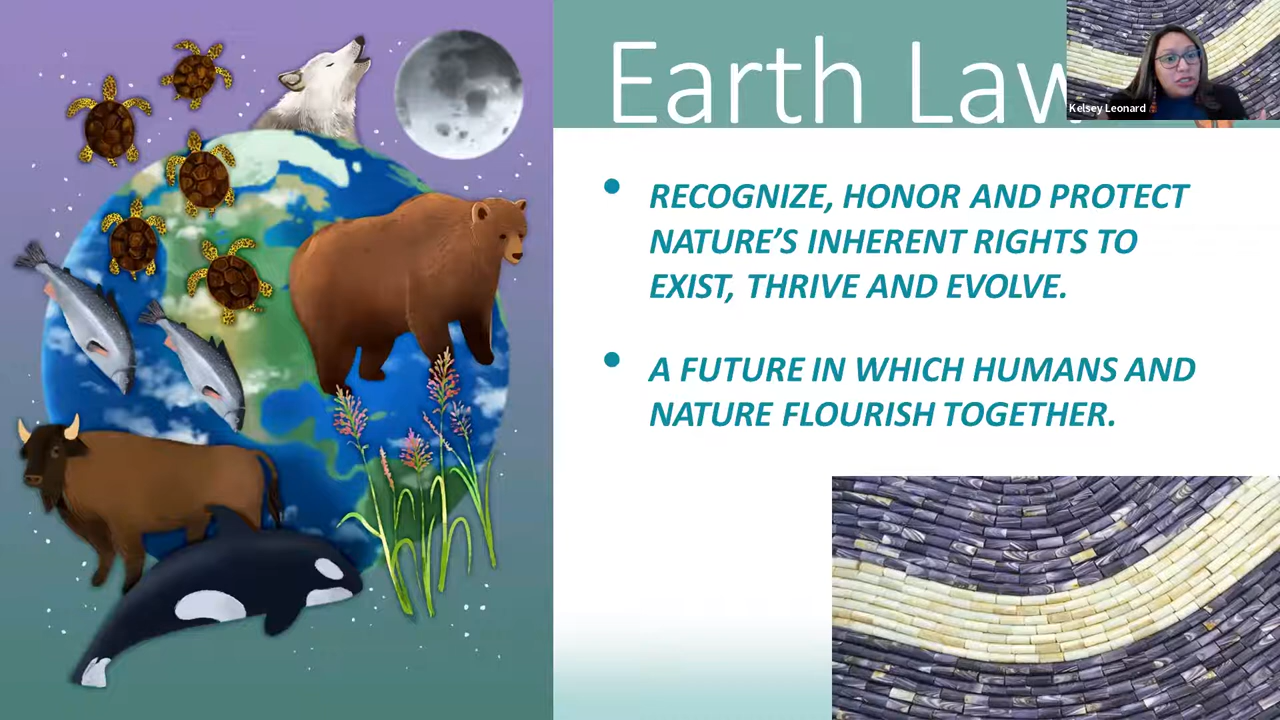 Earth Law
Kelsey Leonard
• RECOGNIZE, HONOR AND PROTECT
NATURE'S INHERENT RIGHTS TO
EXIST, THRIVE AND EVOLVE.
• A FUTURE IN WHICH HUMANS AND
NATURE FLOURISH TOGETHER.